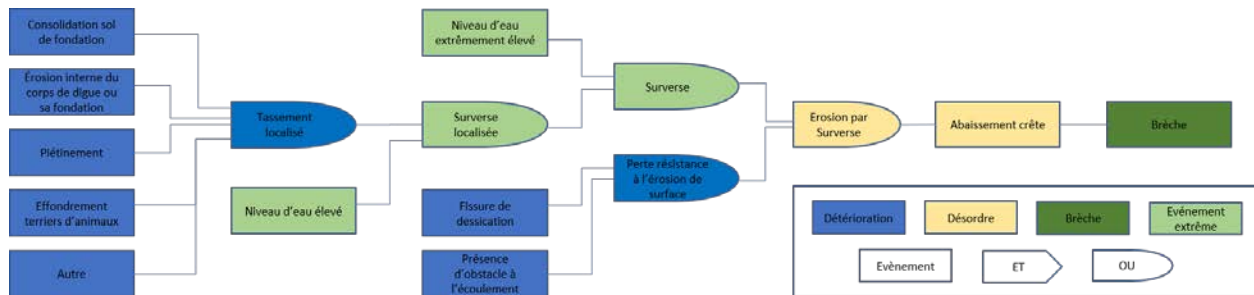 Consolidation sol
de fondation
Érosion interne du
corps de digue ou
sa fondation
Piétinement
Effondrement
terriers d'animaux
Autre
Tassement
localisé
Niveau d'eau élevé
Niveau d'eau
extrêmement élevé
Surverse
localisée
Fissure de
dessication
Présence
d'obstacle à
l'écoulement
Surverse
Perte résistance
à l'érosion de
surface
Erosion par
Surverse
Abaissement crête
Brèche
Détérioration
Désordre
Brèche
Evénement
extrême
Evènement
ET
OU